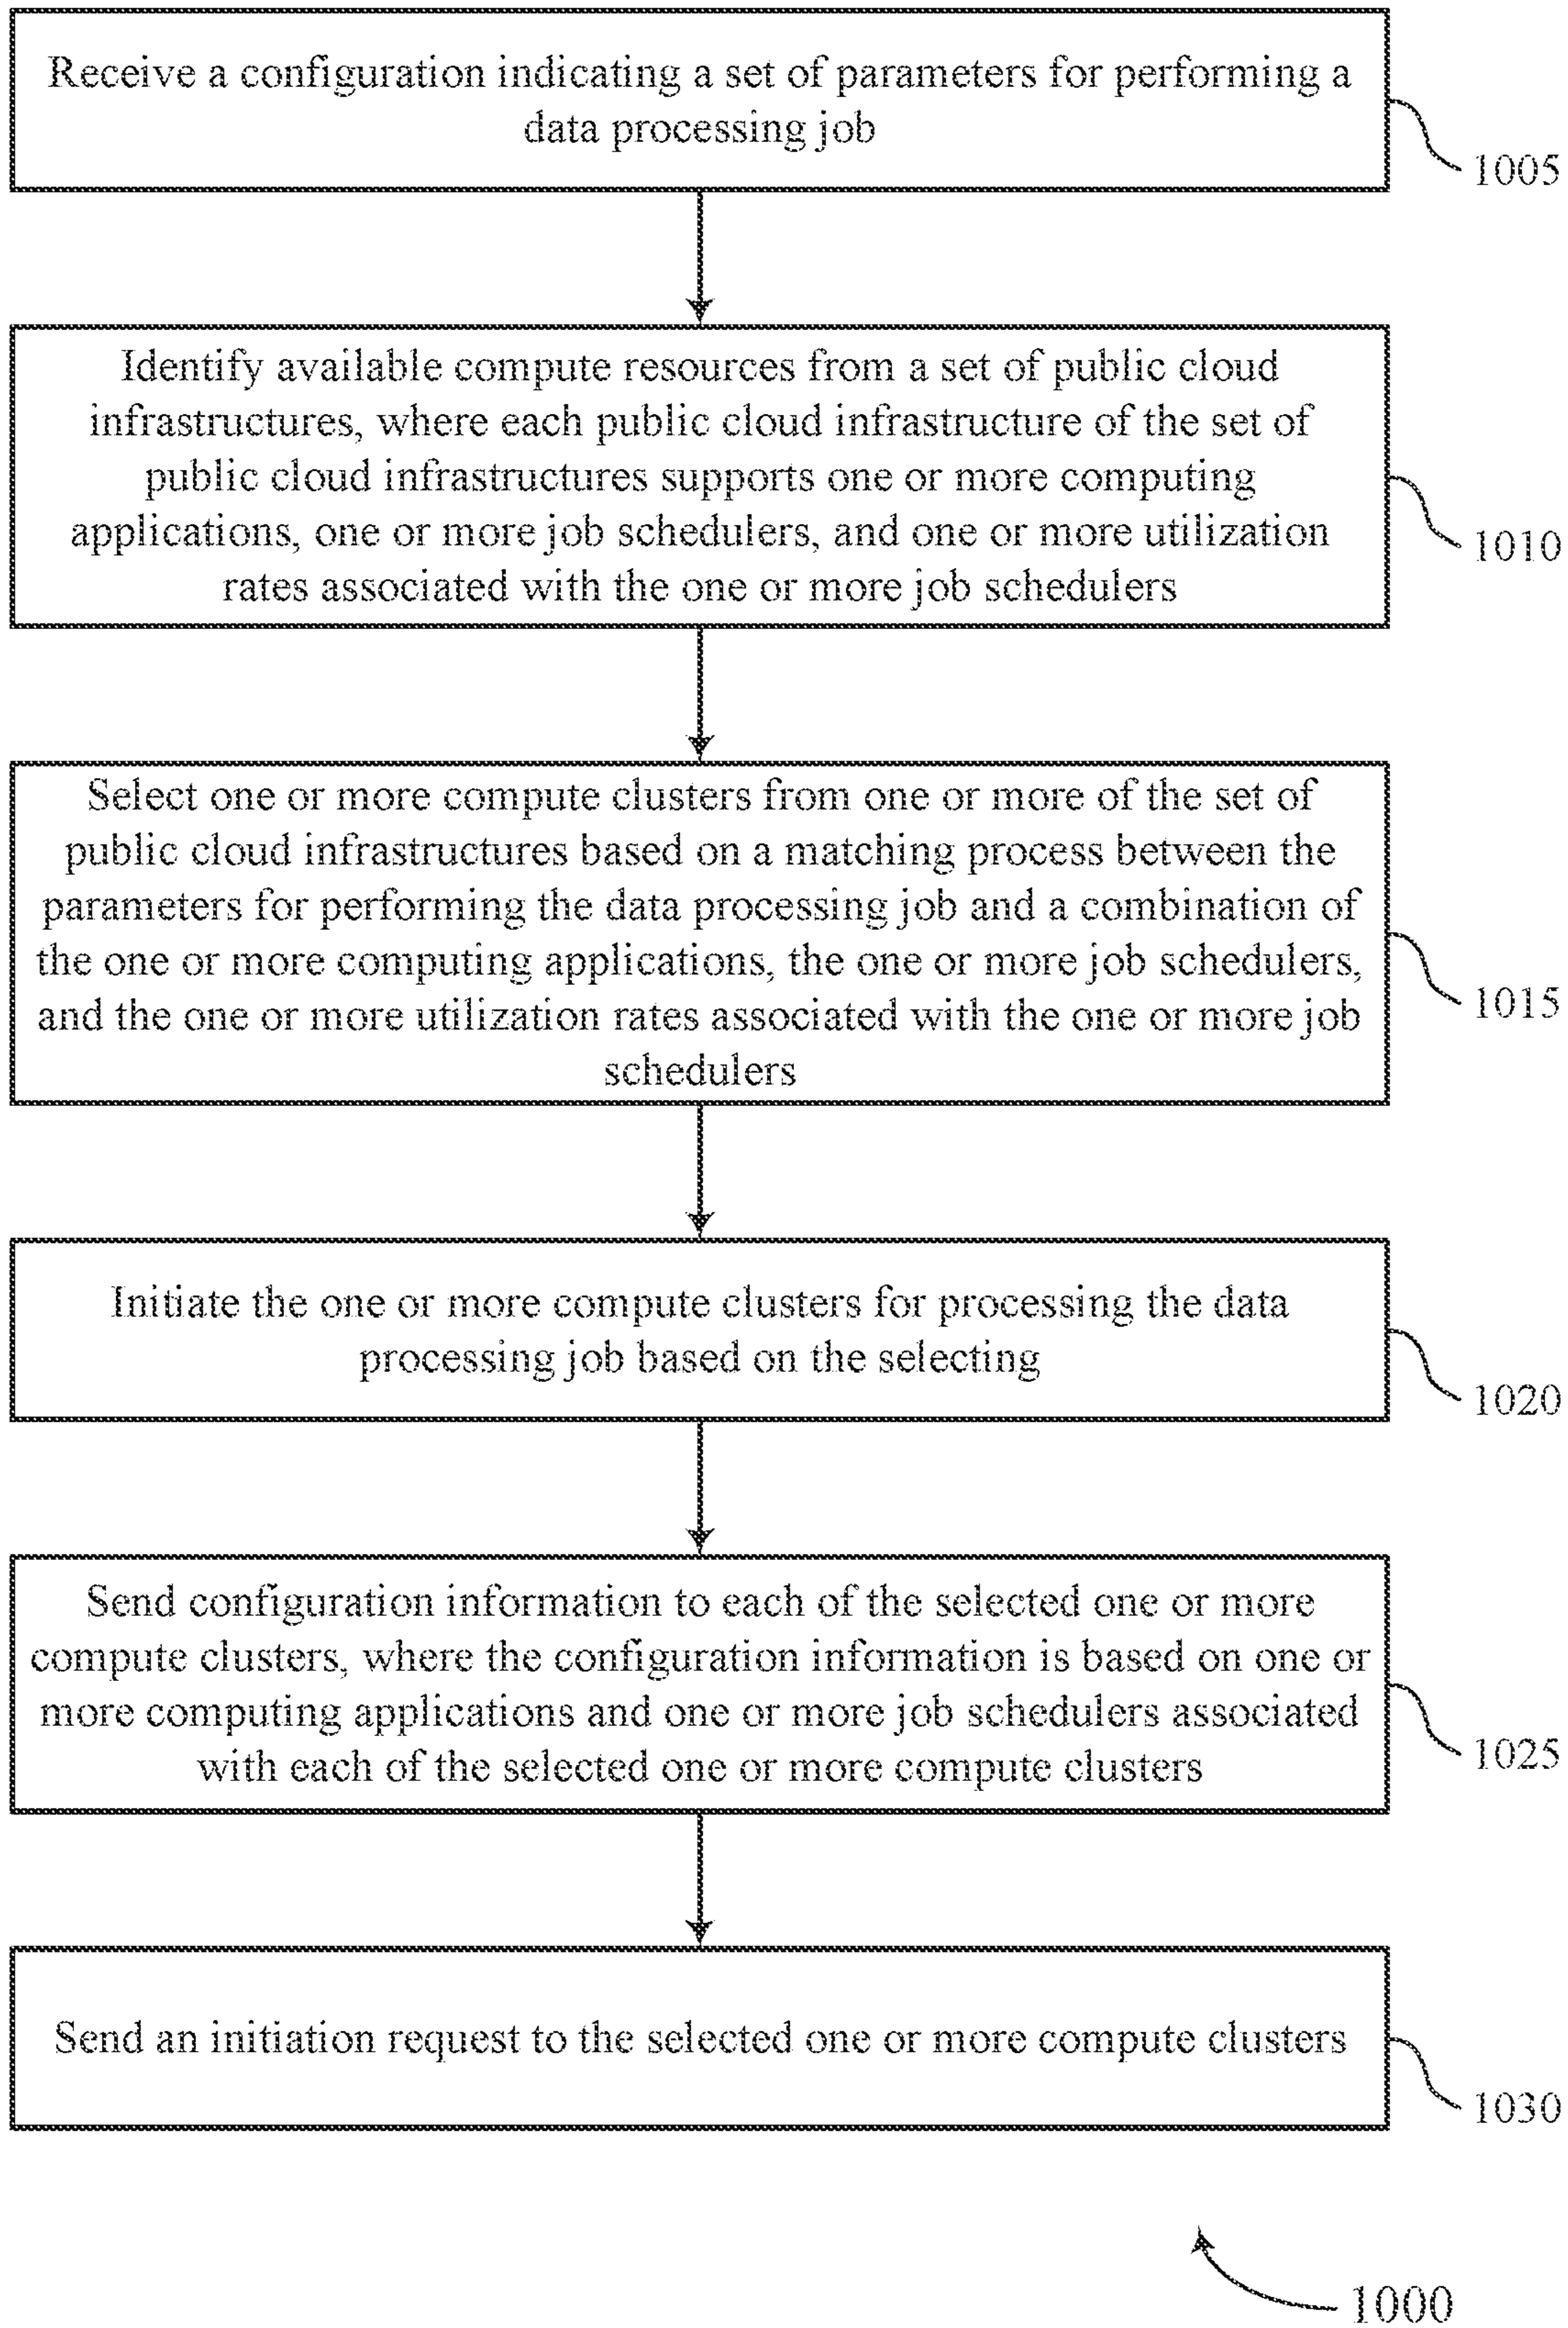 Receive a configuration indicating a set of parameters for performing a
data processing job
1005
Identify available compute resources from a set of public cloud
infrastructures, where each public cloud infrastructure of the set of
public cloud infrastructures supports one or more computing
applications, one or more job schedulers, and one or more utilization
rates associated with the one or more job schedulers
1010
Select one or more compute clusters from one or more of the set of
public cloud infrastructures based on a matching process between the
parameters for performing the data processing job and a combination of
the one or more computing applications, the one or more job schedulers,
and the one or more utilization rates associated with the one or more job
schedulers
1015
Initiate the one or more compute clusters for processing the data
processing job based on the selecting
1020
Send configuration information to each of the selected one or more
compute clusters, where the configuration information is based on one or
more computing applications and one or more job schedulers associated
with each of the selected one or more compute clusters
1025
Send an initiation request to the selected one or more compute clusters
1030
1000